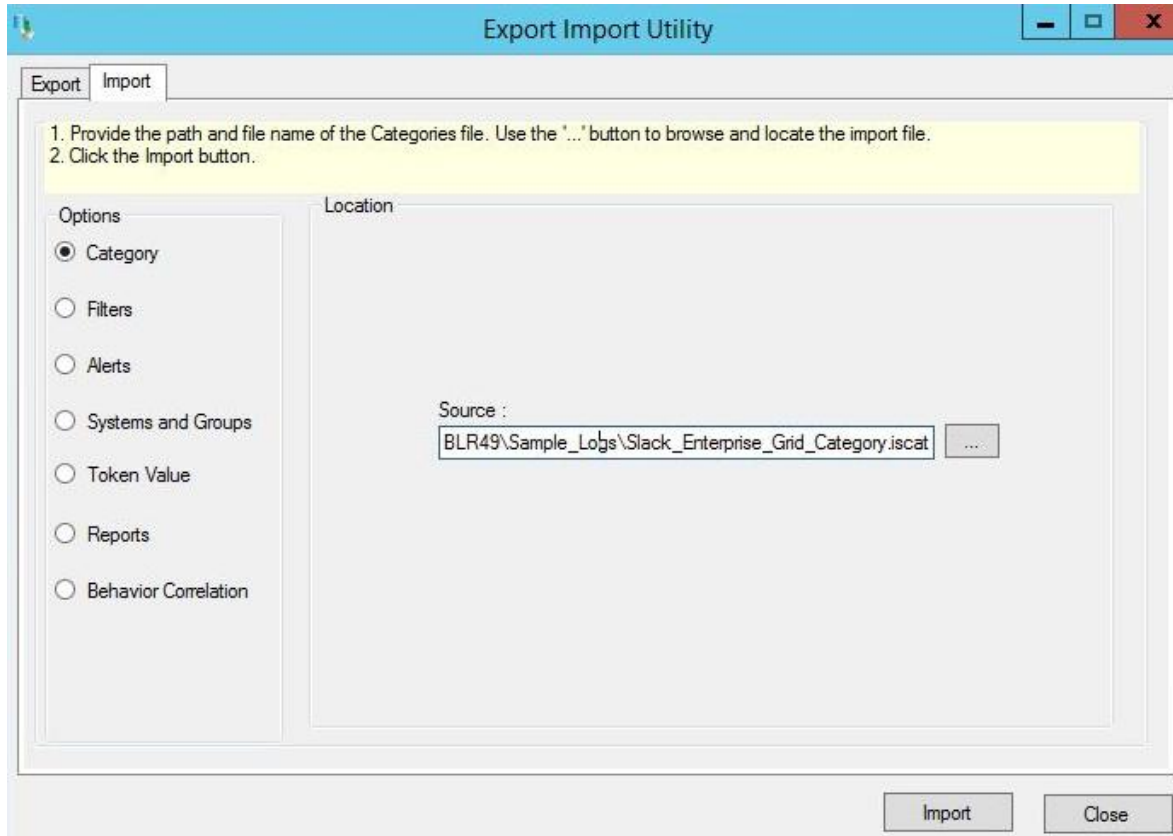 Export Import Utility
Export
Import
1. Provide the path and file name of the Categories file. Use the '...' button to browse and locate the import file.
2. Click the Import button.
Options
Category
Filters
Alerts
Systems and Groups
Token Value
Reports
Behavior Correlation
Location
Source :
BLR49\Sample_Logs\Slack_Enterprise_Grid_Category.iscat
...
Import
Close